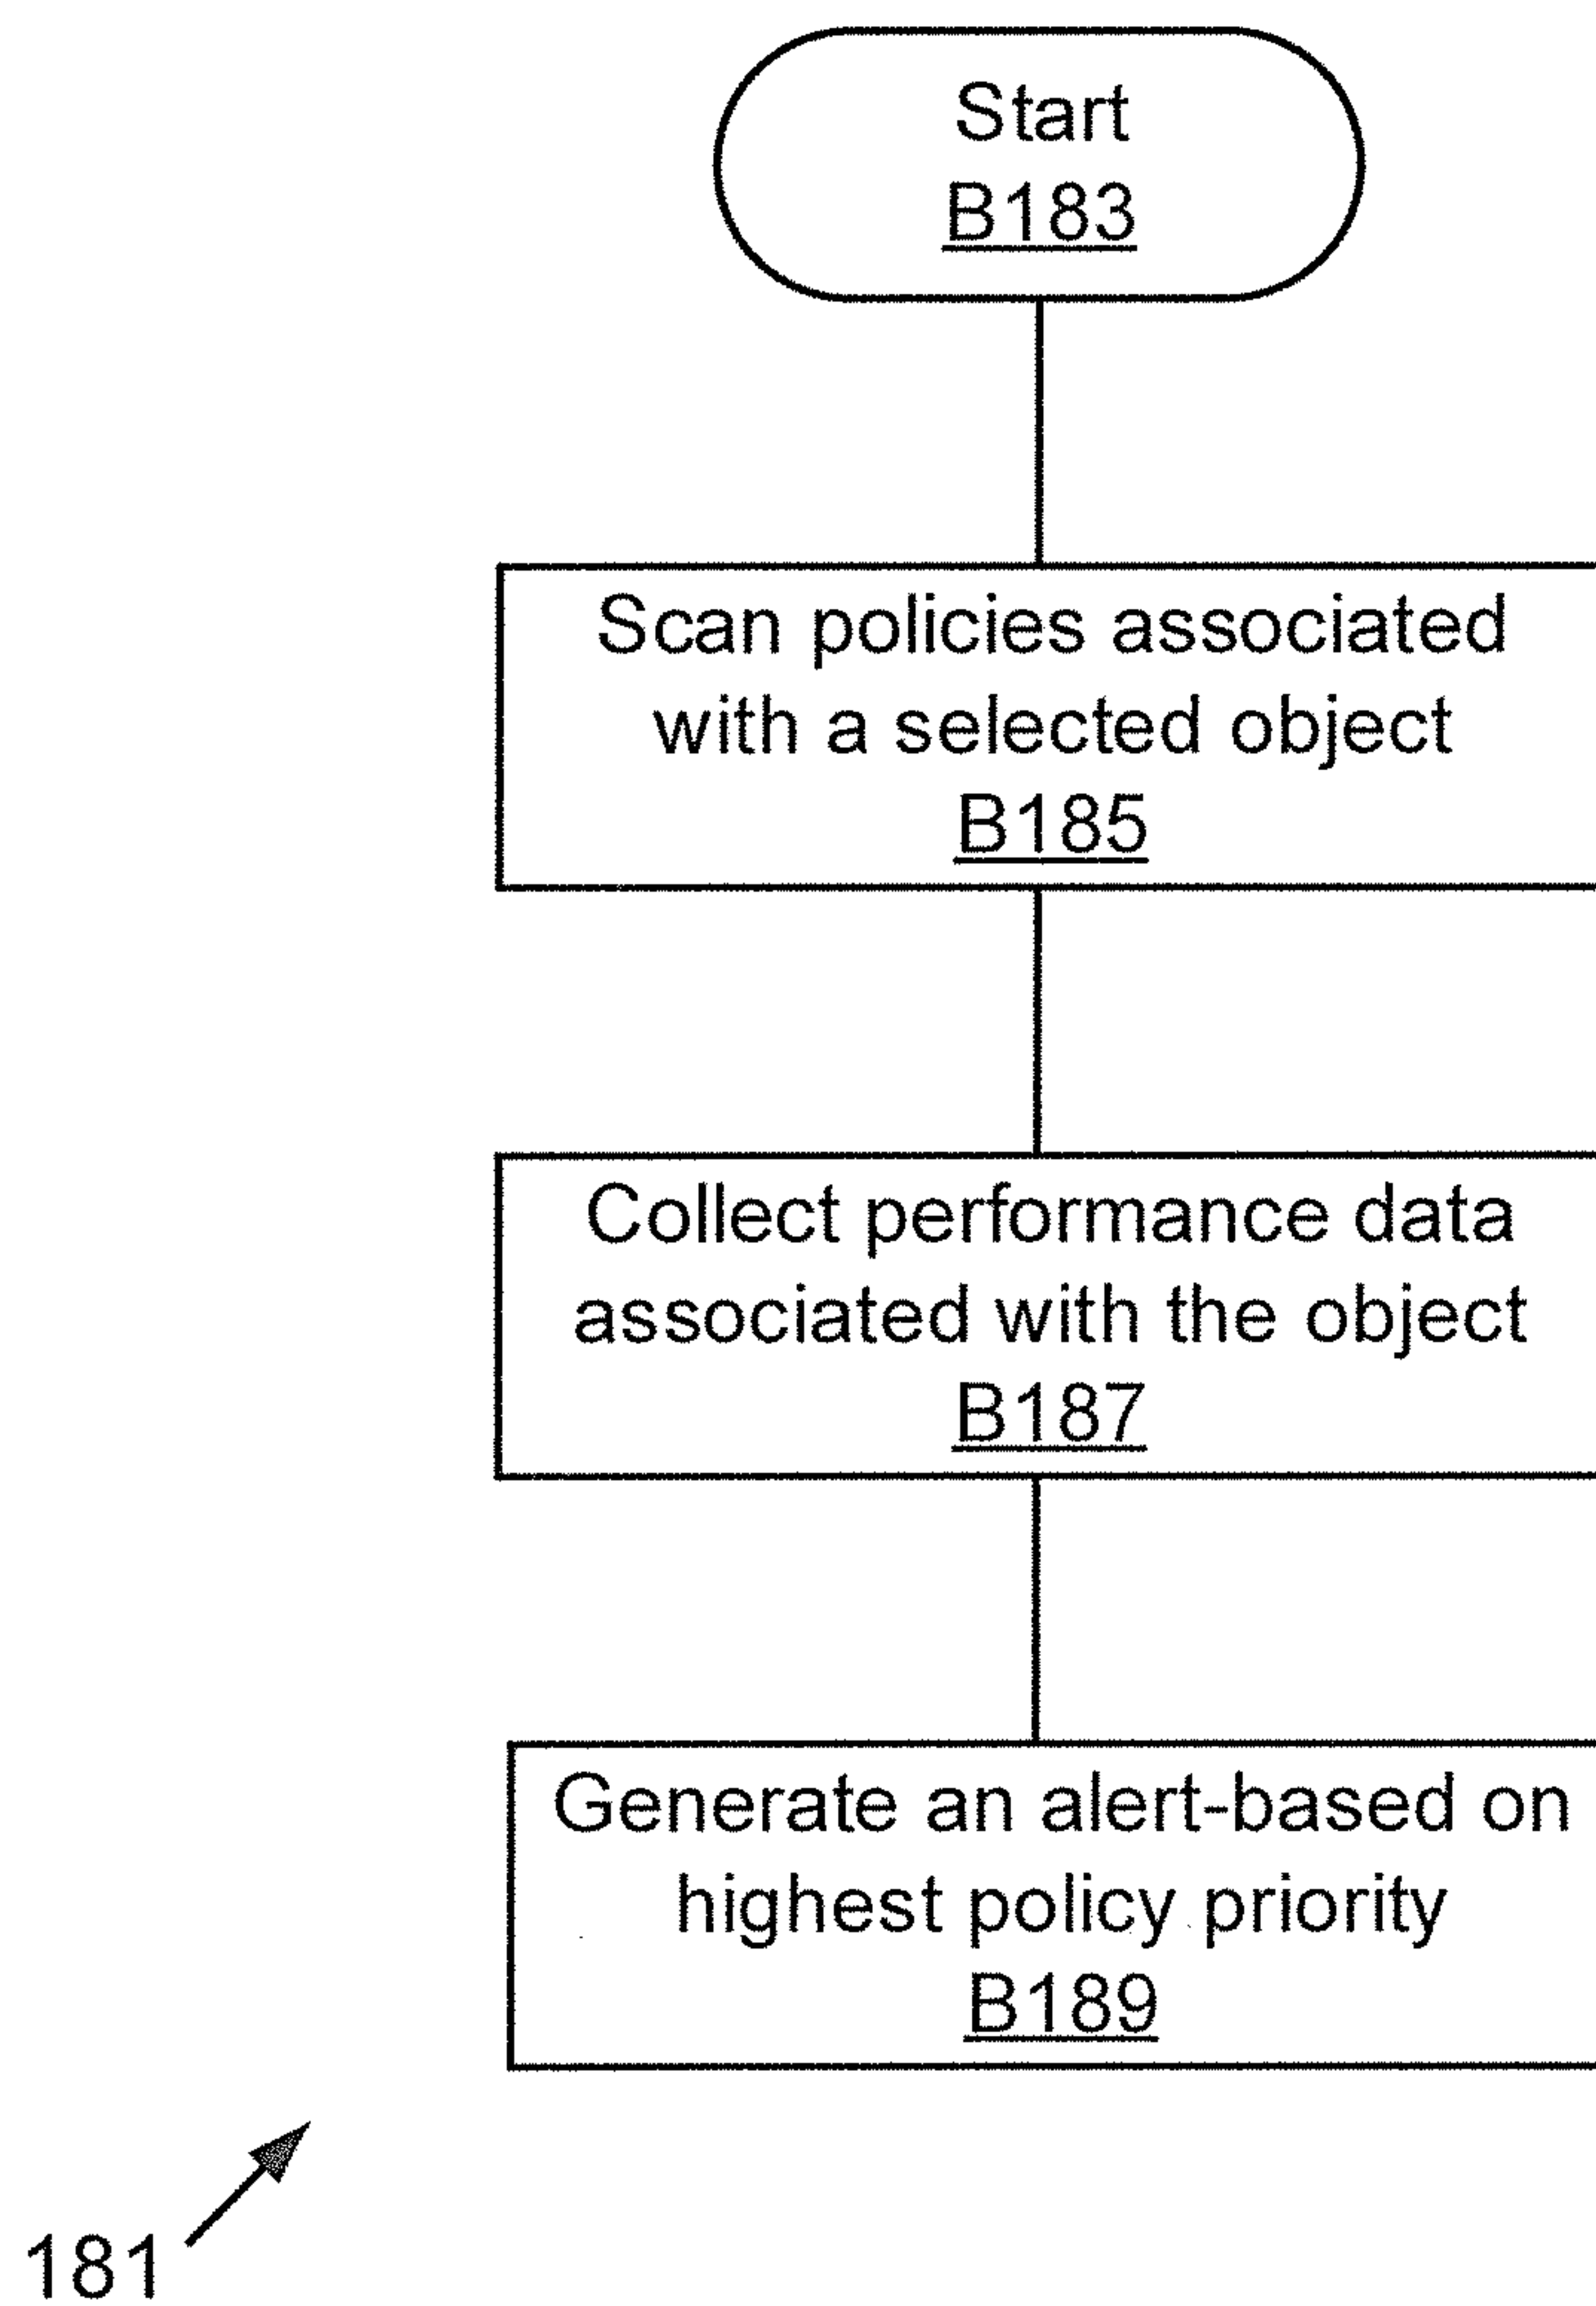 Start
B183
Scan policies associated
with a selected object
B185
Collect performance data
associated with the object
B187
Generate an alert-based on
highest policy priority
B189
181